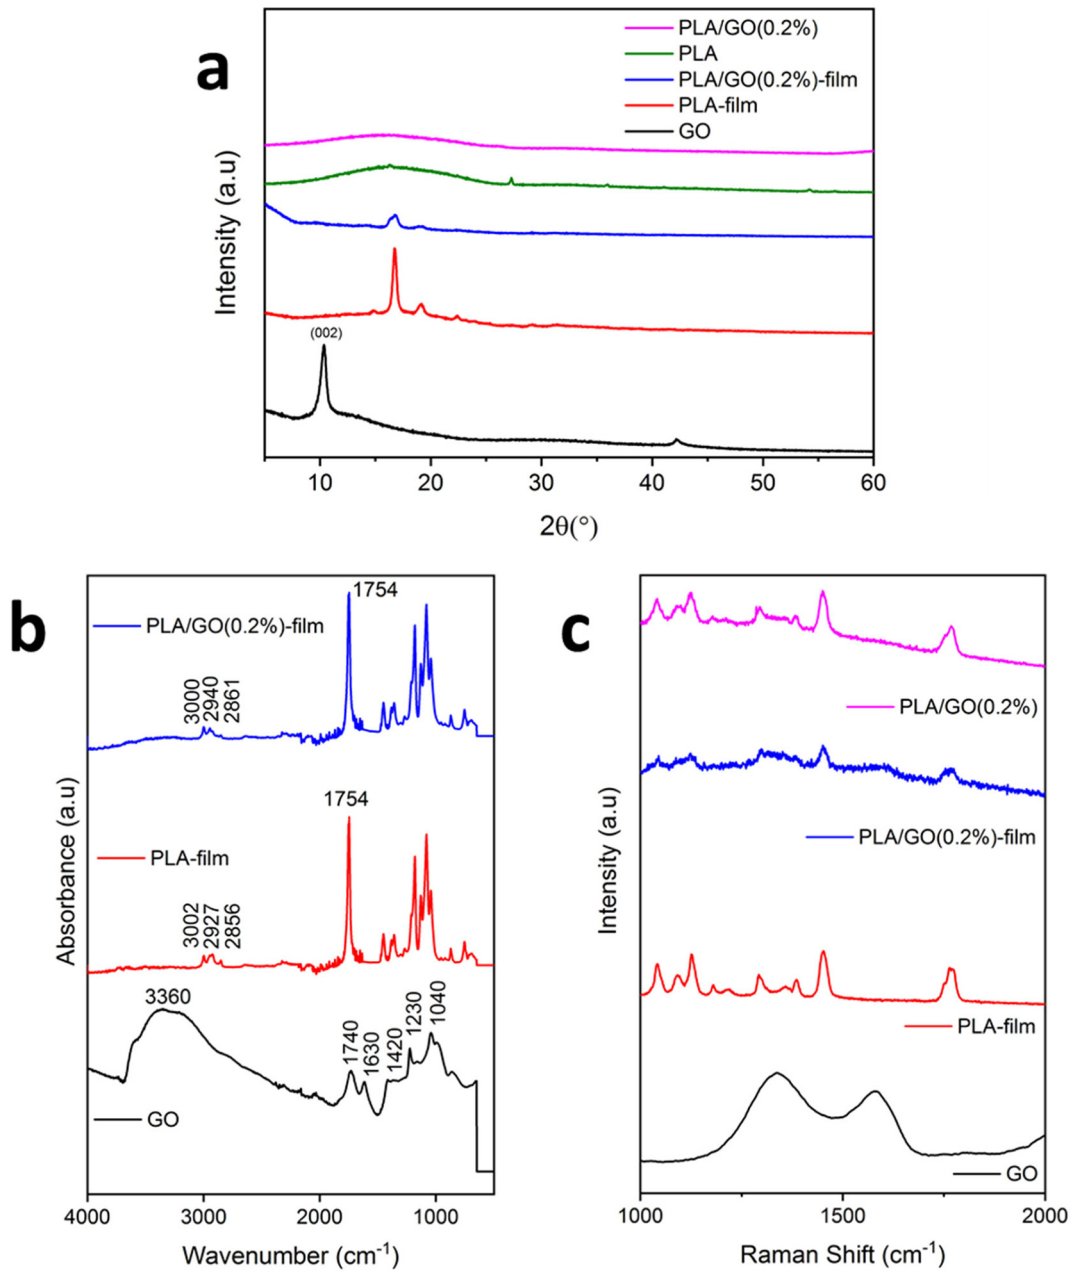 a
PLA/GO(0.2%)
PLA
PLA/GO(0.2%)-film
PLA-film
GO
(002)
Intensity (a.u)
10 20 30 40 50 60
2θ(°)
b
1754
PLA/GO(0.2%)-film
3000
2940
2861
1754
PLA-film
3002
2927
2856
3360
1740
1630
1420
1230
1040
GO
Absorbance (a.u)
4000 3000 2000 1000
Wavenumber (cm⁻¹)
c
PLA/GO(0.2%)
PLA/GO(0.2%)-film
PLA-film
GO
Intensity (a.u)
1000 1500 2000
Raman Shift (cm⁻¹)